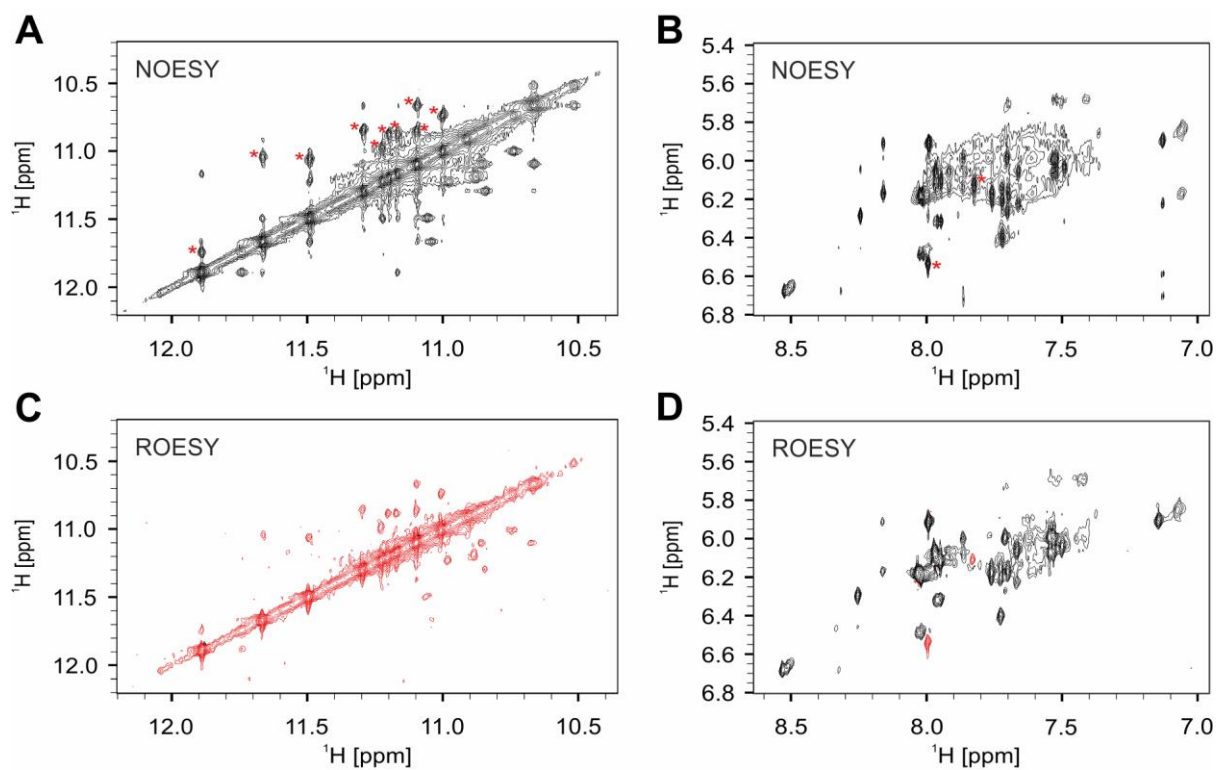 A
B
NOESY
10.5
11.0
11.5
12.0
¹H [ppm]
12.0 11.5 11.0 10.5
¹H [ppm]
NOESY
5.4
5.6
5.8
6.0
6.2
6.4
6.6
6.8
¹H [ppm]
8.5 8.0 7.5 7.0
¹H [ppm]
* * * * * * * * * *
* *
C
D
ROESY
10.5
11.0
11.5
12.0
¹H [ppm]
12.0 11.5 11.0 10.5
¹H [ppm]
ROESY
5.4
5.6
5.8
6.0
6.2
6.4
6.6
6.8
¹H [ppm]
8.5 8.0 7.5 7.0
¹H [ppm]